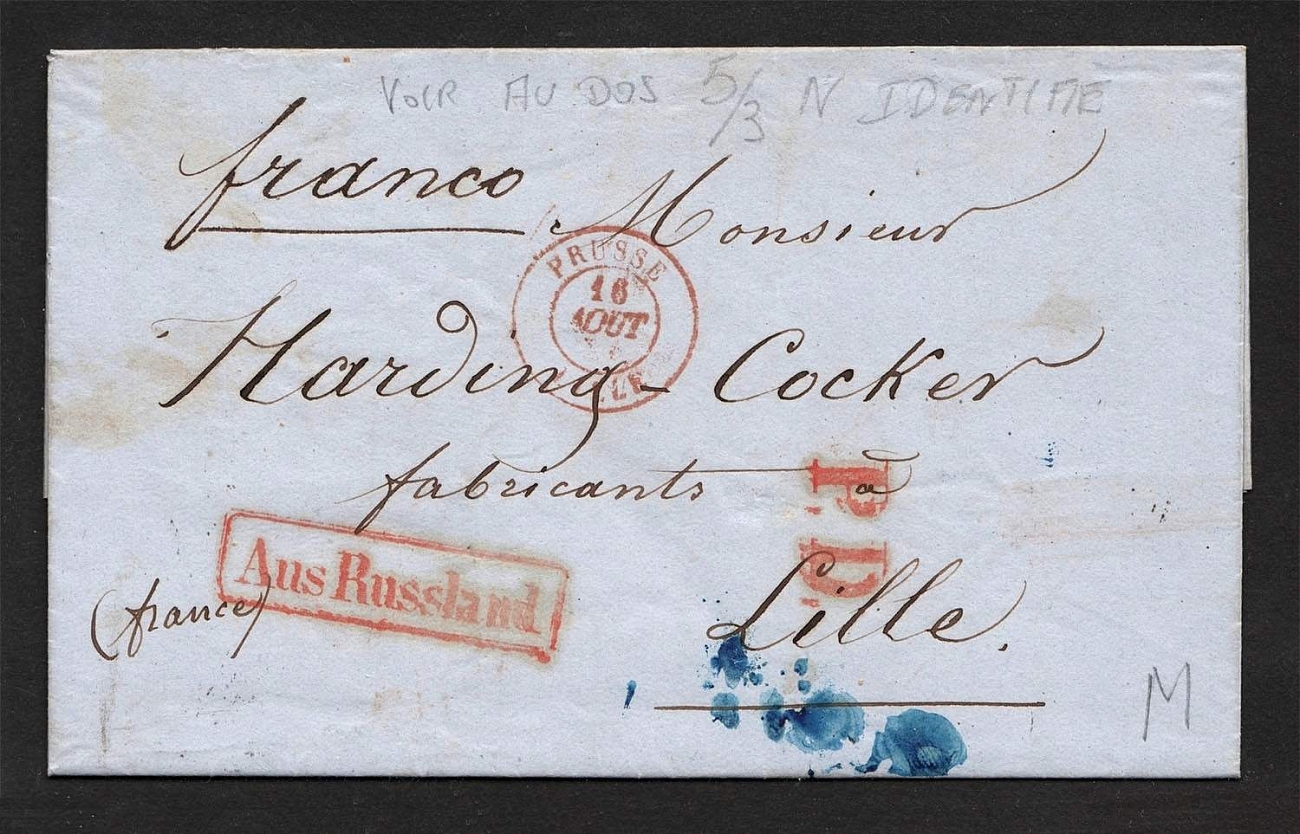 VOIR AU DOS 5/3 N IDENTIFIE
franco
Monsieur
PRUSSE
16
AOUT
Harding-Cocker
fabricants à
P.D.
Aus Russland
(france)
Lille.
M